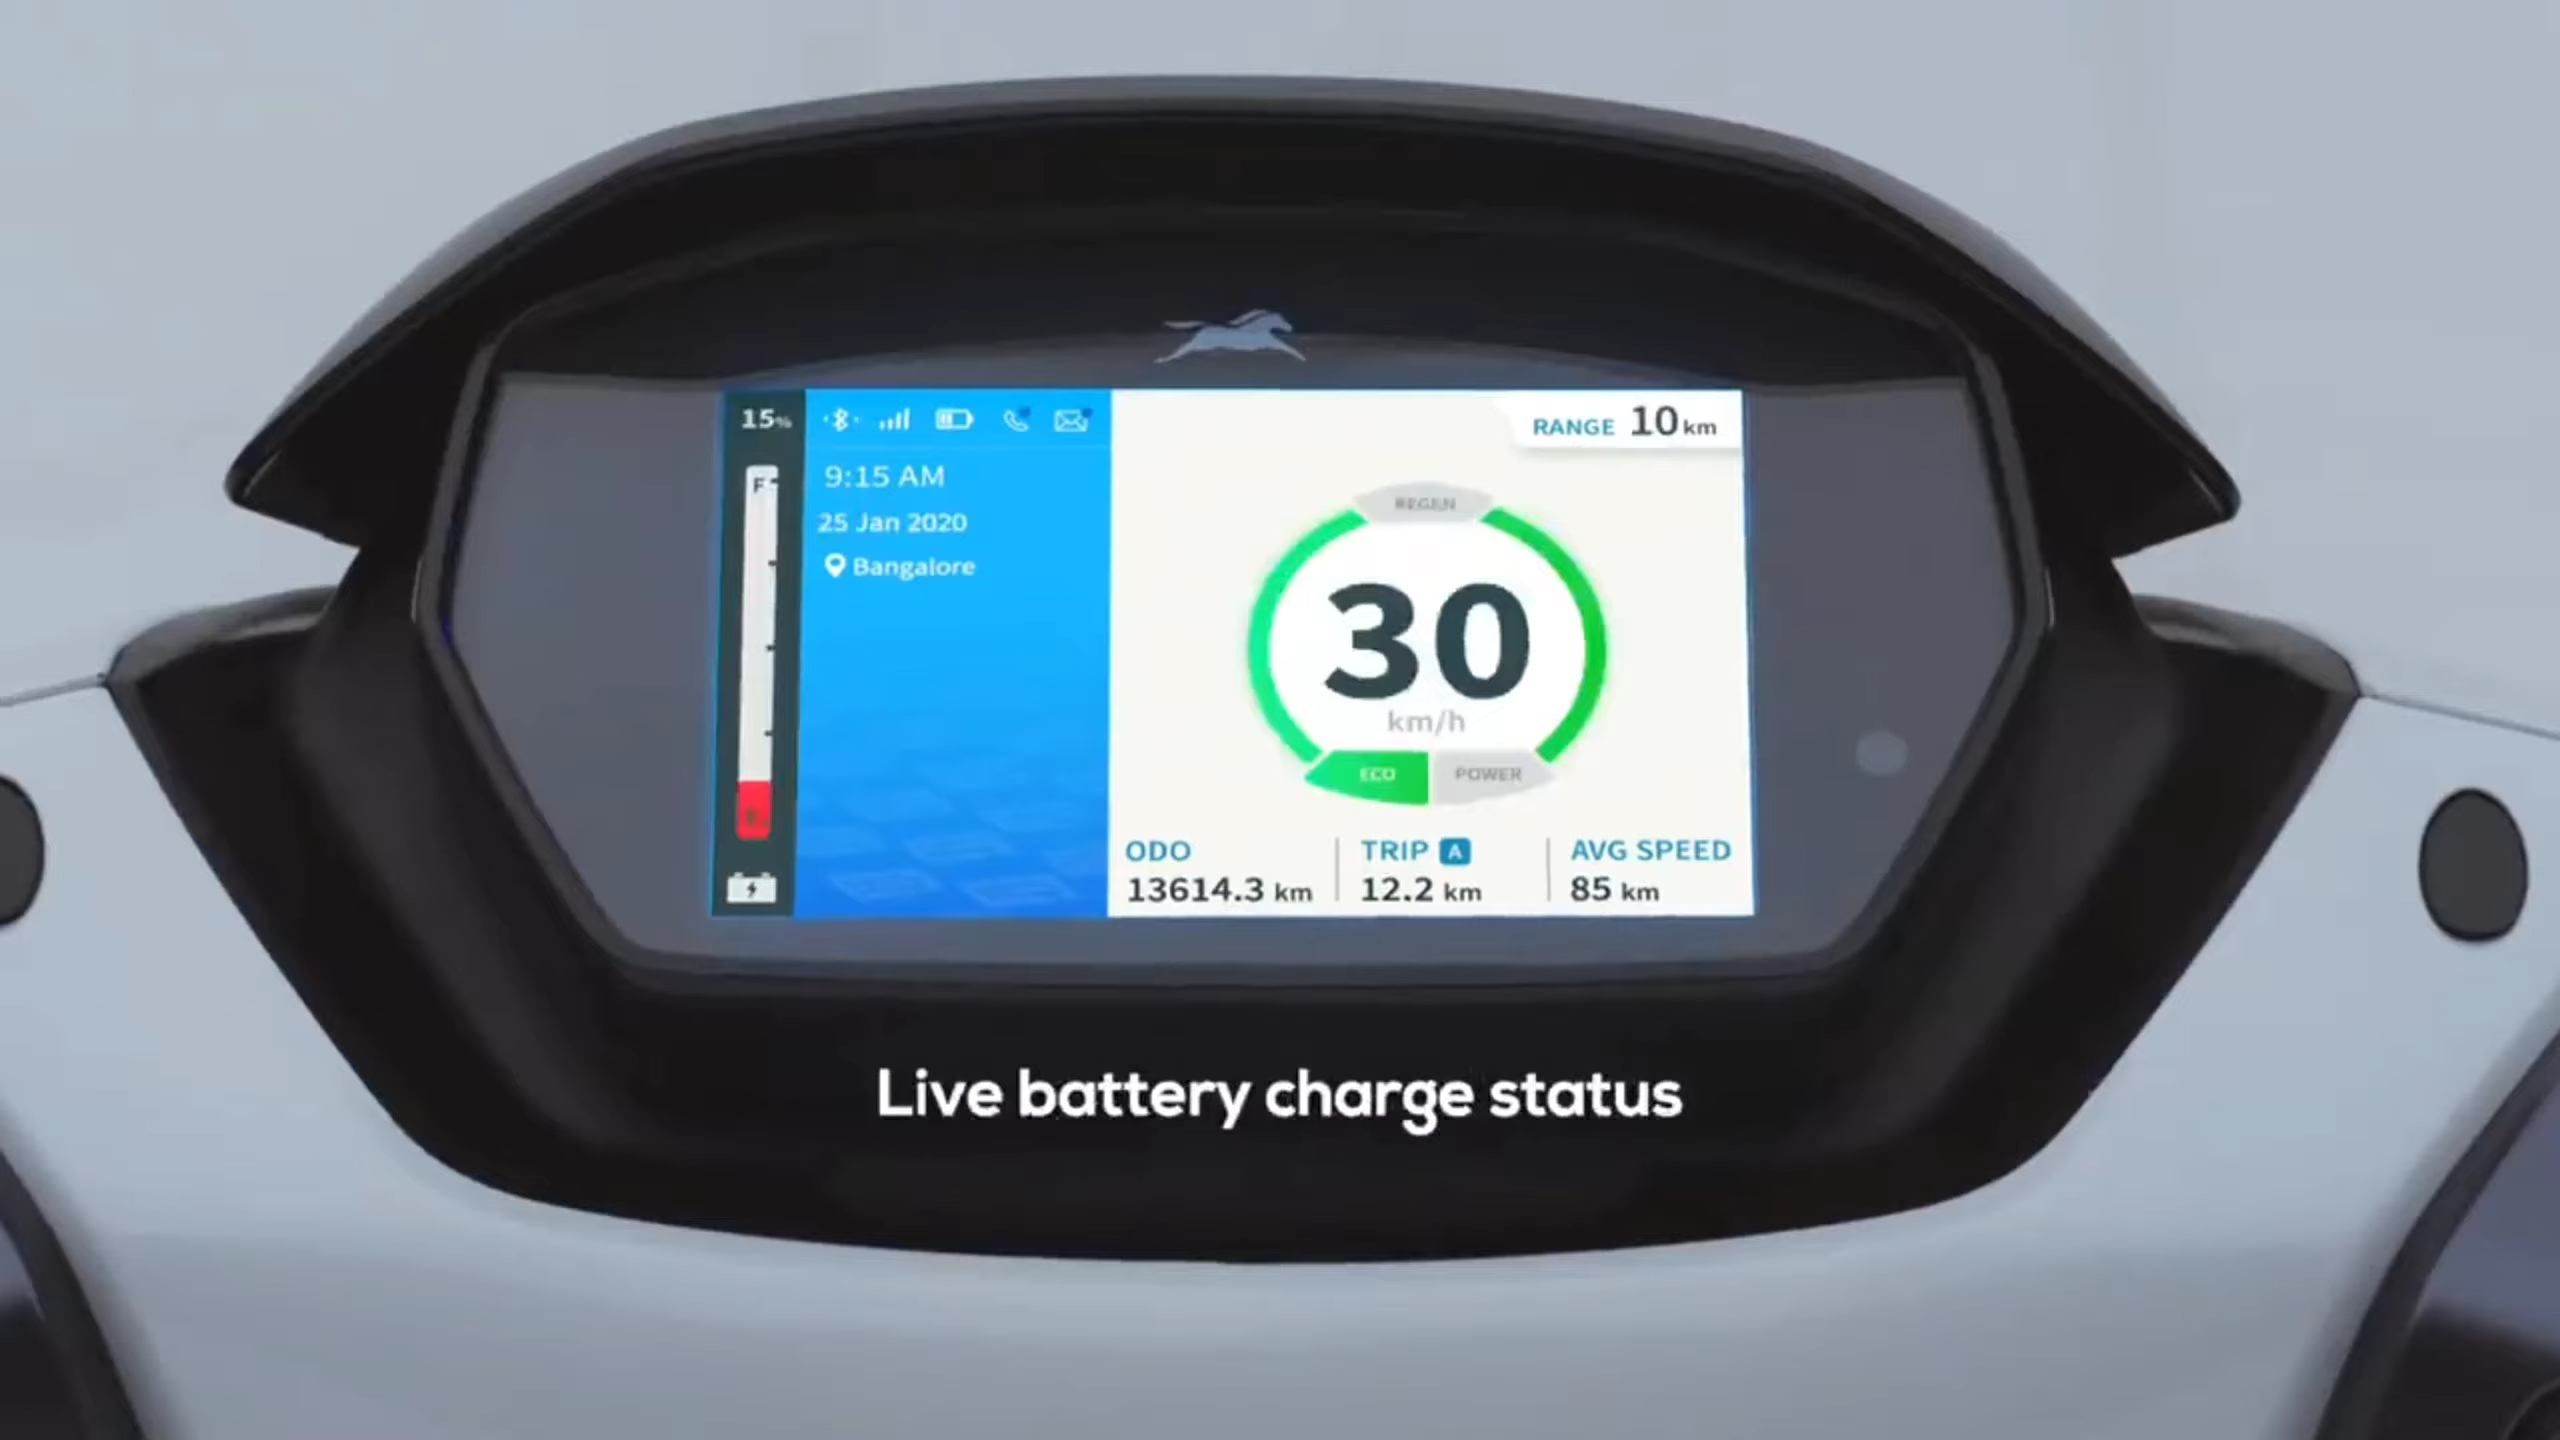 15%
F
9:15 AM
25 Jan 2020
Bangalore
RANGE 10 km
REGEN
30
km/h
ECO POWER
ODO
13614.3 km
TRIP A
12.2 km
AVG SPEED
85 km
Live battery charge status